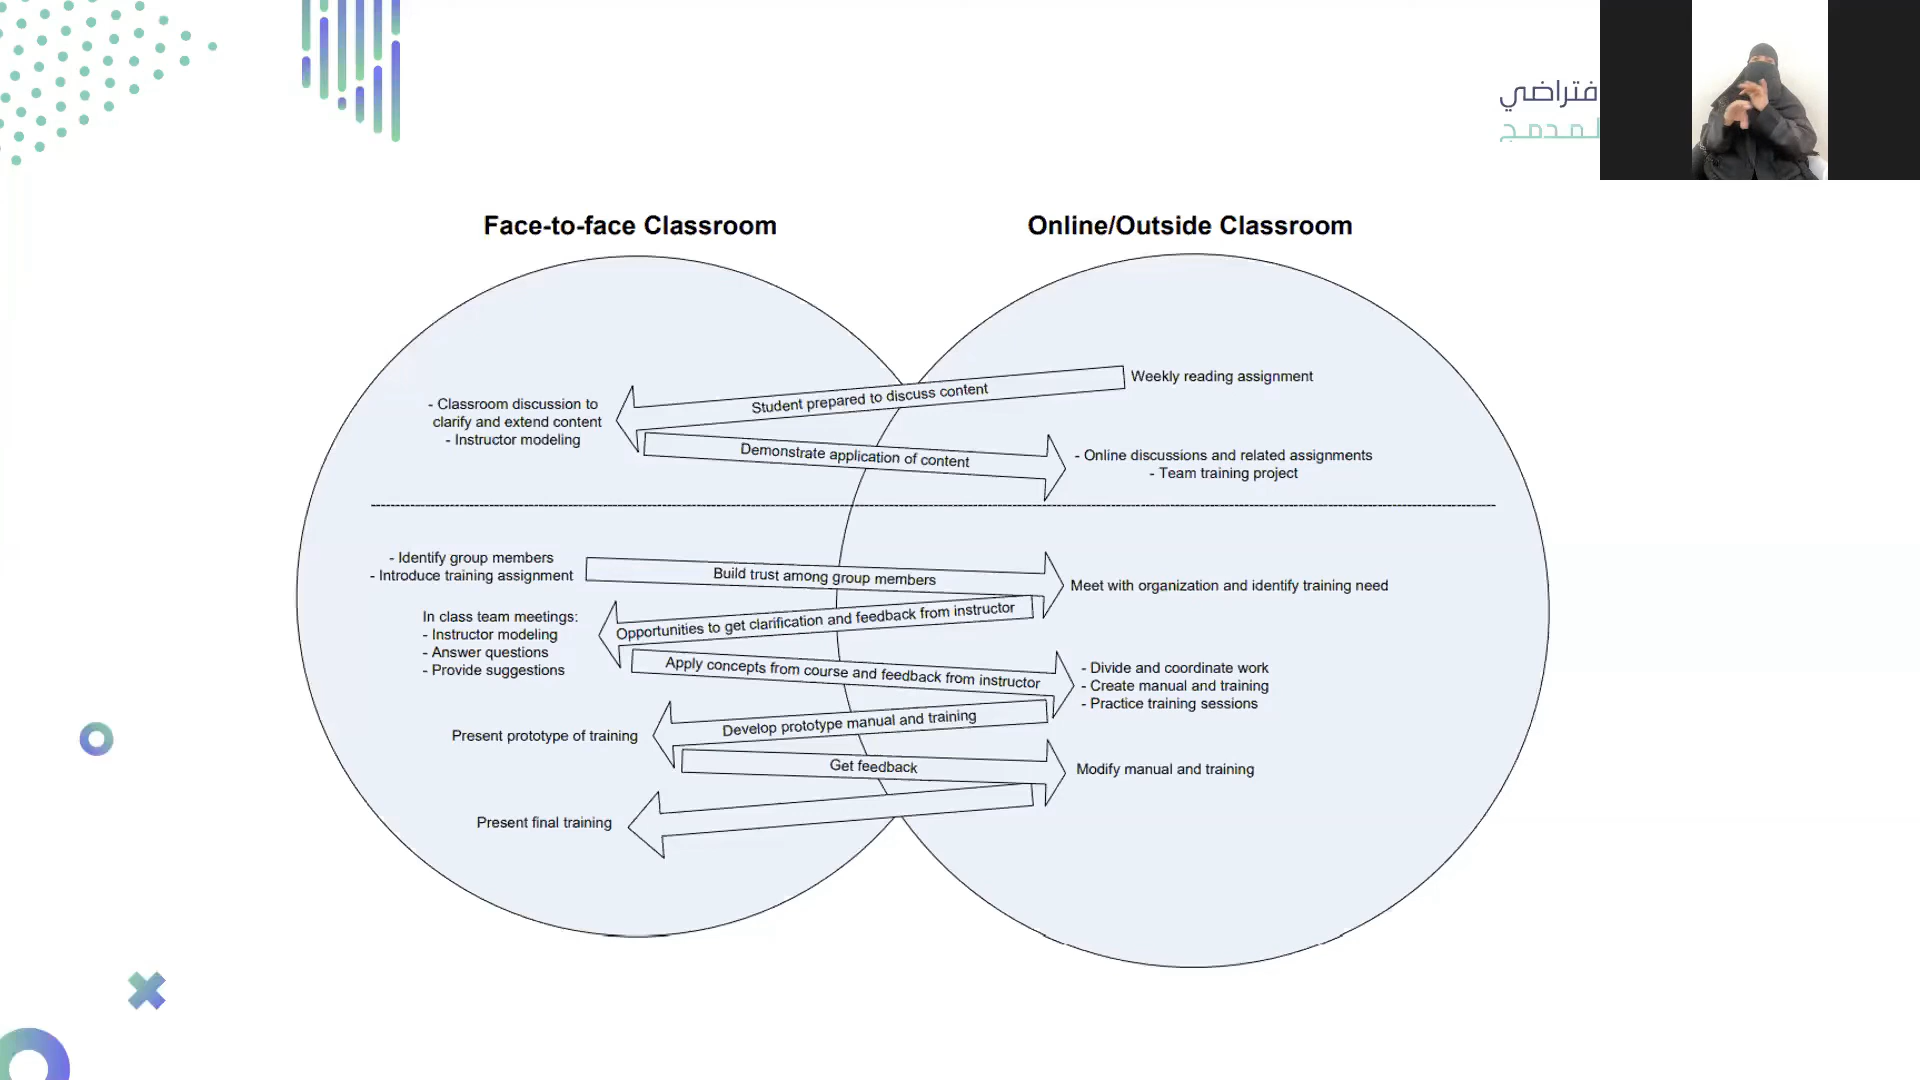 فتراضي
لمدمج
Face-to-face Classroom
Online/Outside Classroom
Weekly reading assignment
Student prepared to discuss content
- Classroom discussion to
clarify and extend content
- Instructor modeling
Demonstrate application of content
- Online discussions and related assignments
- Team training project
- Identify group members
- Introduce training assignment
Build trust among group members
Meet with organization and identify training need
Opportunities to get clarification and feedback from instructor
In class team meetings:
- Instructor modeling
- Answer questions
- Provide suggestions
Apply concepts from course and feedback from instructor
- Divide and coordinate work
- Create manual and training
- Practice training sessions
Develop prototype manual and training
Present prototype of training
Get feedback
Modify manual and training
Present final training